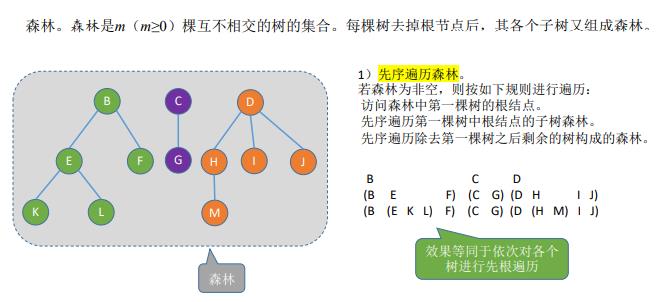 森林。森林是m（m≥0）棵互不相交的树的集合。每棵树去掉根节点后，其各个子树又组成森林。
1）先序遍历森林。
若森林为非空，则按如下规则进行遍历：
访问森林中第一棵树的根结点。
先序遍历第一棵树中根结点的子树森林。
先序遍历除去第一棵树之后剩余的树构成的森林。
B C D
E F G H I J
K L M
B C D
(B E F) (C G) (D H I J)
(B (E K L) F) (C G) (D (H M) I J)
效果等同于依次对各个
树进行先根遍历
森林